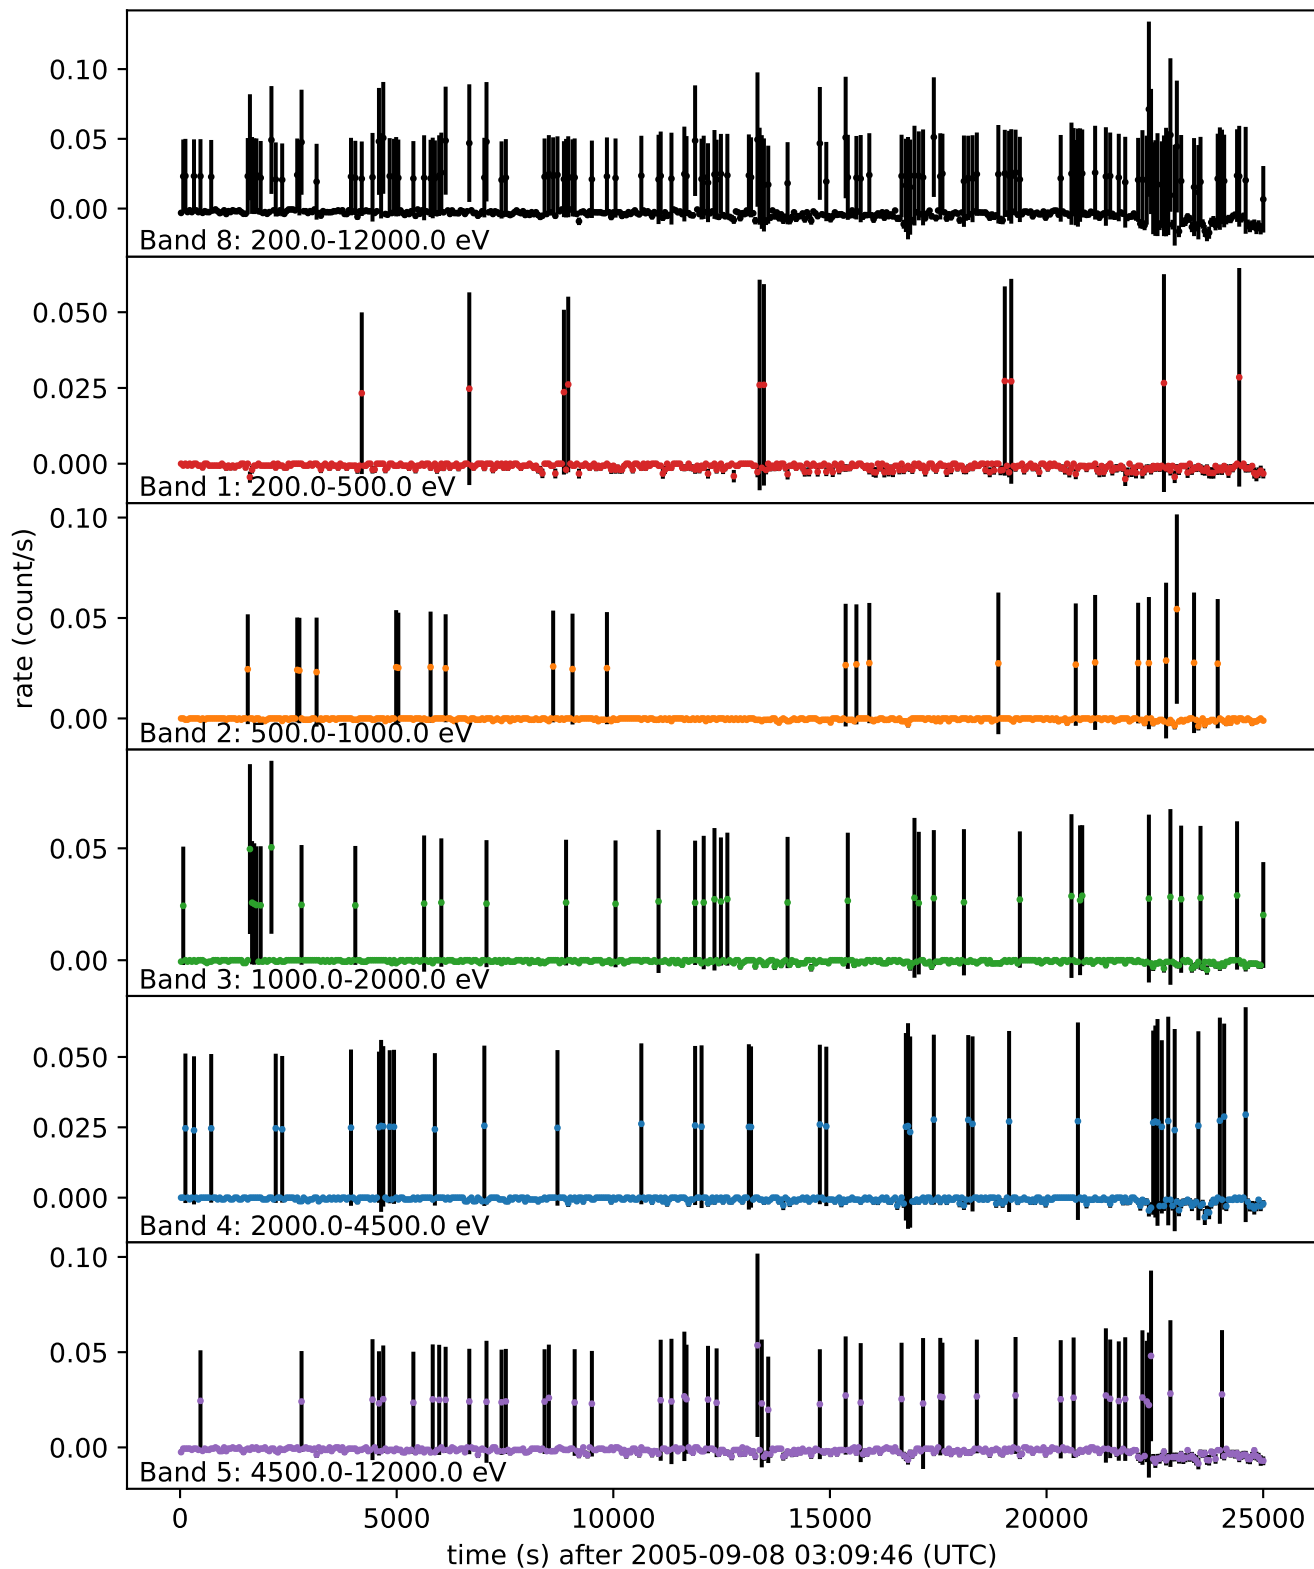 0.10
0.05
0.00
Band 8: 200.0-12000.0 eV
0.050
0.025
0.000
Band 1: 200.0-500.0 eV
rate (count/s)
0.10
0.05
0.00
Band 2: 500.0-1000.0 eV
0.05
0.00
Band 3: 1000.0-2000.0 eV
0.050
0.025
0.000
Band 4: 2000.0-4500.0 eV
0.10
0.05
0.00
Band 5: 4500.0-12000.0 eV
0 5000 10000 15000 20000 25000
time (s) after 2005-09-08 03:09:46 (UTC)